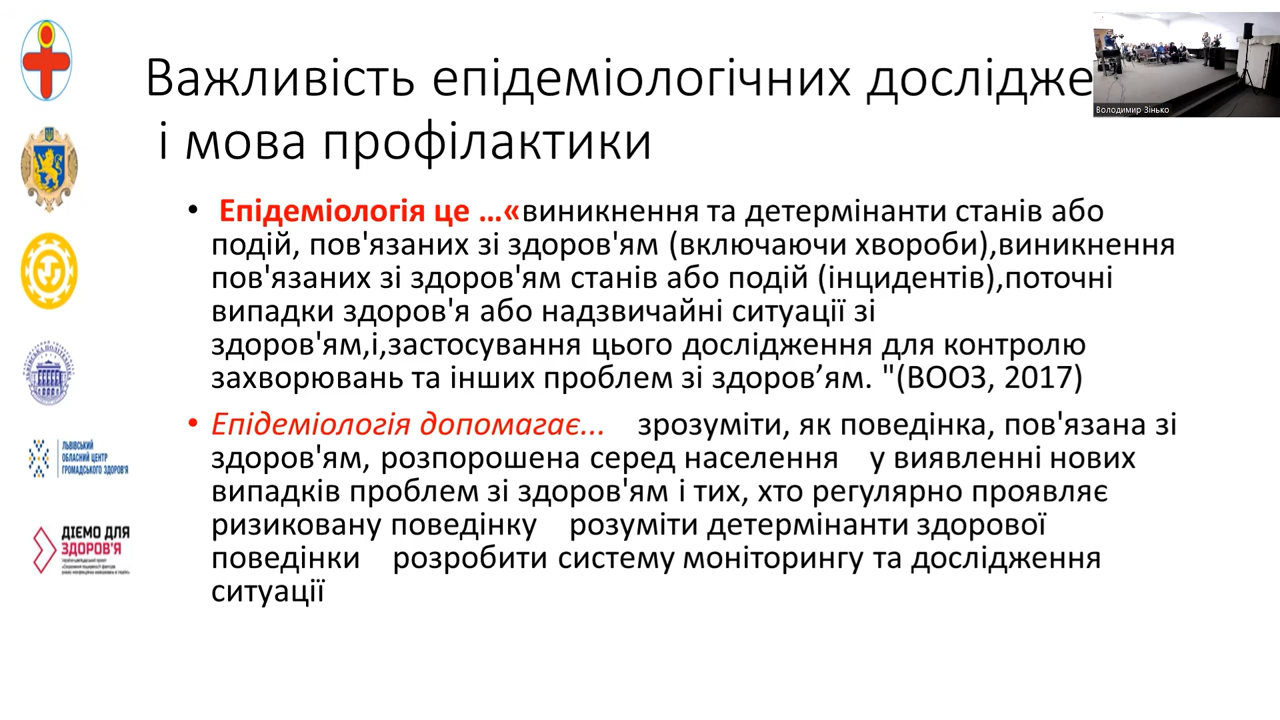 Важливість епідеміологічних дослідже
і мова профілактики
Володимир Зінько
• Епідеміологія це …«виникнення та детермінанти станів або
подій, пов'язаних зі здоров'ям (включаючи хвороби),виникнення
пов'язаних зі здоров'ям станів або подій (інцидентів),поточні
випадки здоров'я або надзвичайні ситуації зі
здоров'ям,і,застосування цього дослідження для контролю
захворювань та інших проблем зі здоров’ям. "(ВООЗ, 2017)
• Епідеміологія допомагає... зрозуміти, як поведінка, пов'язана зі
здоров'ям, розпорошена серед населення у виявленні нових
випадків проблем зі здоров'ям і тих, хто регулярно проявляє
ризиковану поведінку розуміти детермінанти здорової
поведінки розробити систему моніторингу та дослідження
ситуації
ЛЬВІВСЬКИЙ
ОБЛАСНИЙ ЦЕНТР
ГРОМАДСЬКОГО ЗДОРОВ'Я
ДІЄМО ДЛЯ
ЗДОРОВ'Я